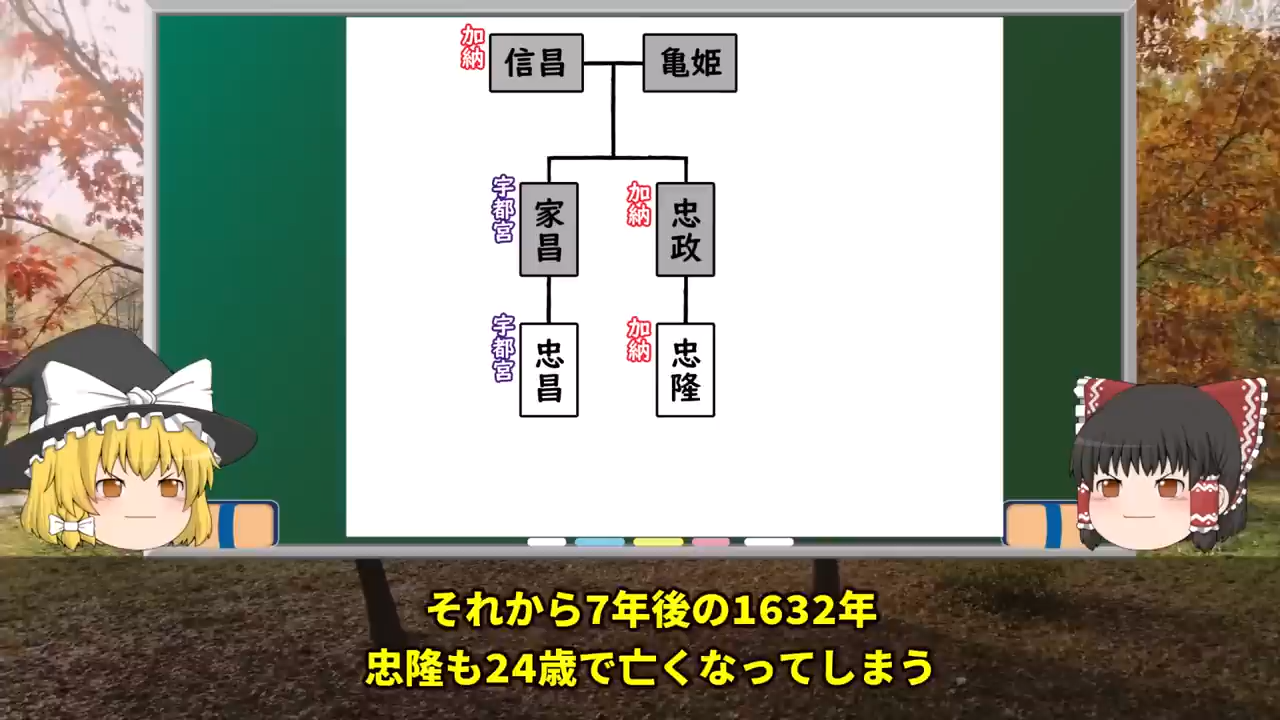 加納
信昌
亀姫
宇都宮
家昌
加納
忠政
宇都宮
忠昌
加納
忠隆
それから7年後の1632年
忠隆も24歳で亡くなってしまう